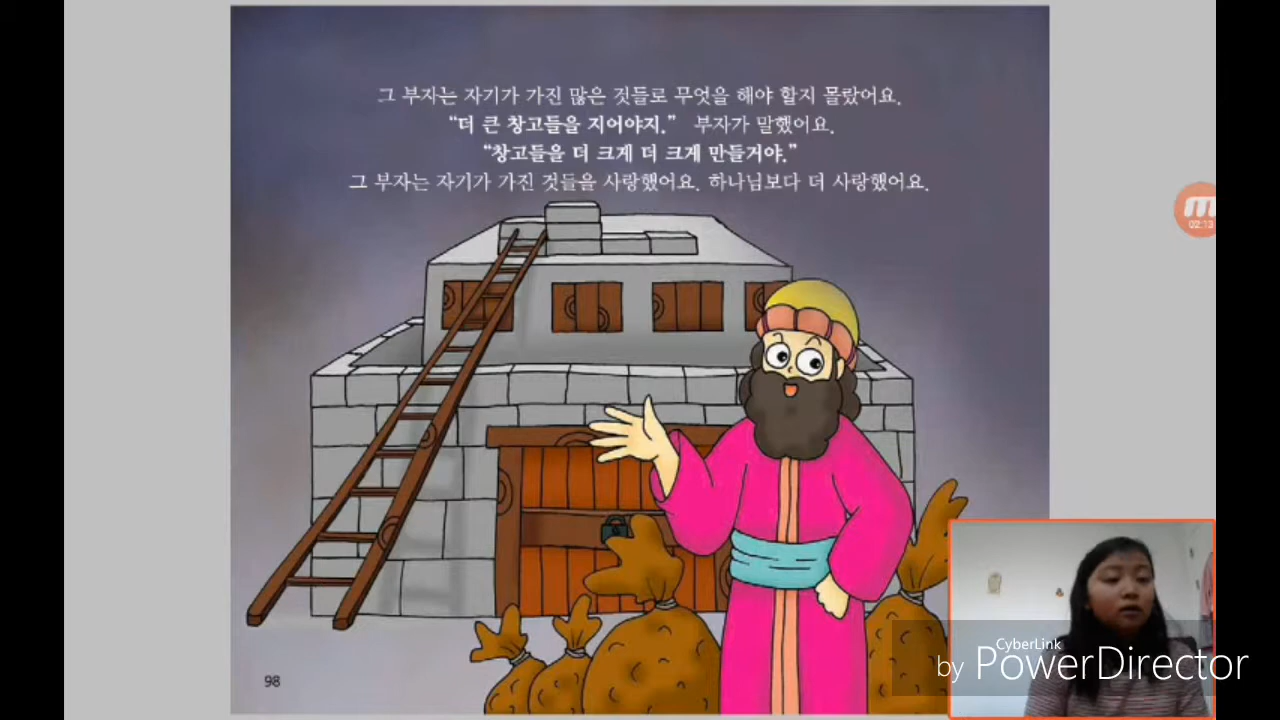 그 부자는 자기가 가진 많은 것들로 무엇을 해야 할지 몰랐어요.
“더 큰 창고들을 지어야지.” 부자가 말했어요.
“창고들을 더 크게 더 크게 만들거야.”
그 부자는 자기가 가진 것들을 사랑했어요. 하나님보다 더 사랑했어요.
02:13
98
CyberLink
by PowerDirector